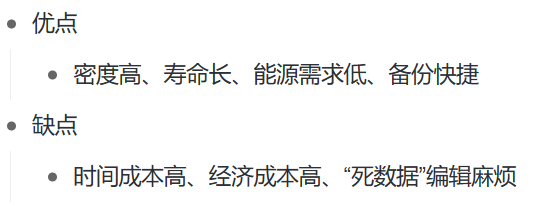 优点
密度高、寿命长、能源需求低、备份快捷
缺点
时间成本高、经济成本高、“死数据”编辑麻烦